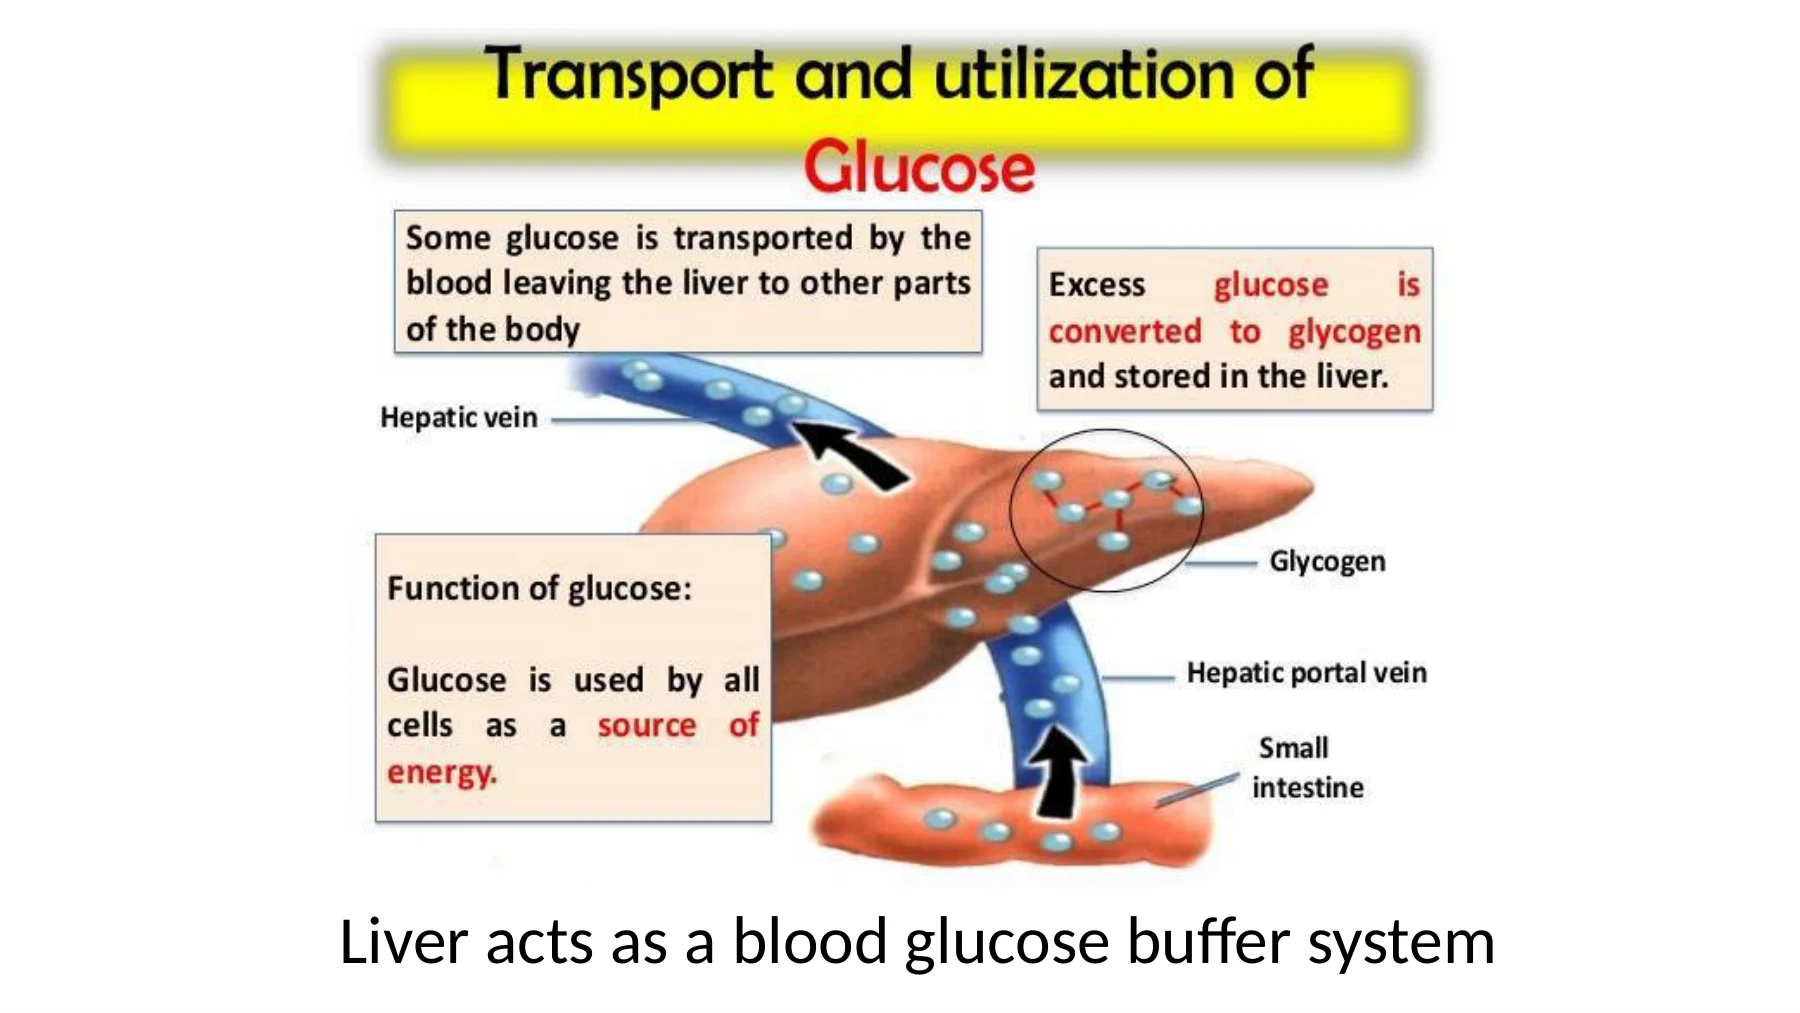 Transport and utilization of
Glucose
Some glucose is transported by the
blood leaving the liver to other parts
of the body
Excess glucose is
converted to glycogen
and stored in the liver.
Hepatic vein
Function of glucose:
Glucose is used by all
cells as a source of
energy.
Glycogen
Hepatic portal vein
Small
intestine
Liver acts as a blood glucose buffer system